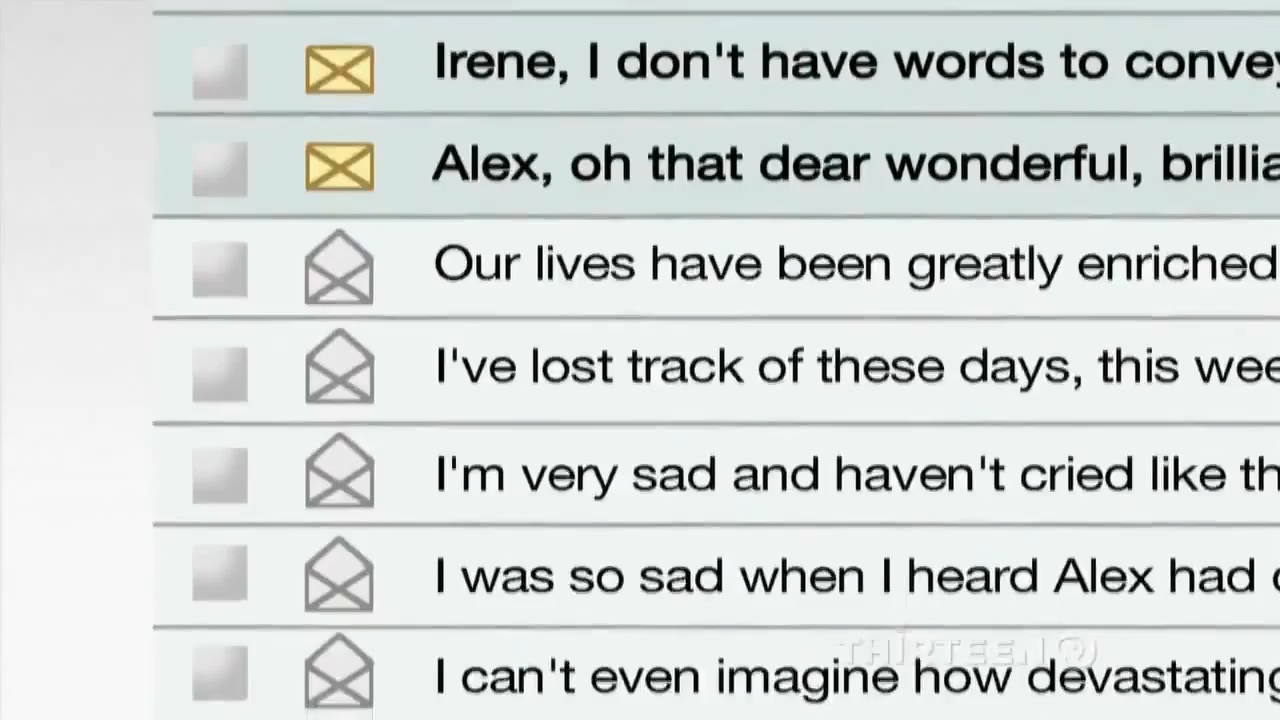 Irene, I don't have words to convey
Alex, oh that dear wonderful, brillia
Our lives have been greatly enriched
I've lost track of these days, this wee
I'm very sad and haven't cried like th
I was so sad when I heard Alex had
THIRTEEN
I can't even imagine how devastating